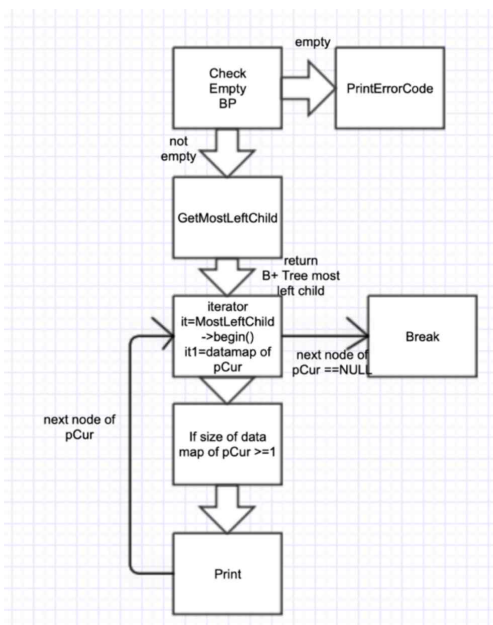 empty
Check
Empty
BP
PrintErrorCode
not
empty
GetMostLeftChild
return
B+ Tree most
left child
iterator
it=MostLeftChild
->begin()
it1=datamap of
pCur
Break
next node of
pCur ==NULL
next node of
pCur
If size of data
map of pCur >=1
Print